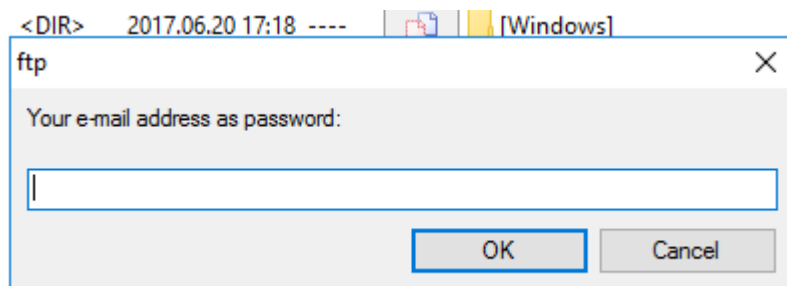 <DIR> 2017.06.20 17:18 ---- [Windows]
ftp
Your e-mail address as password:
OK Cancel